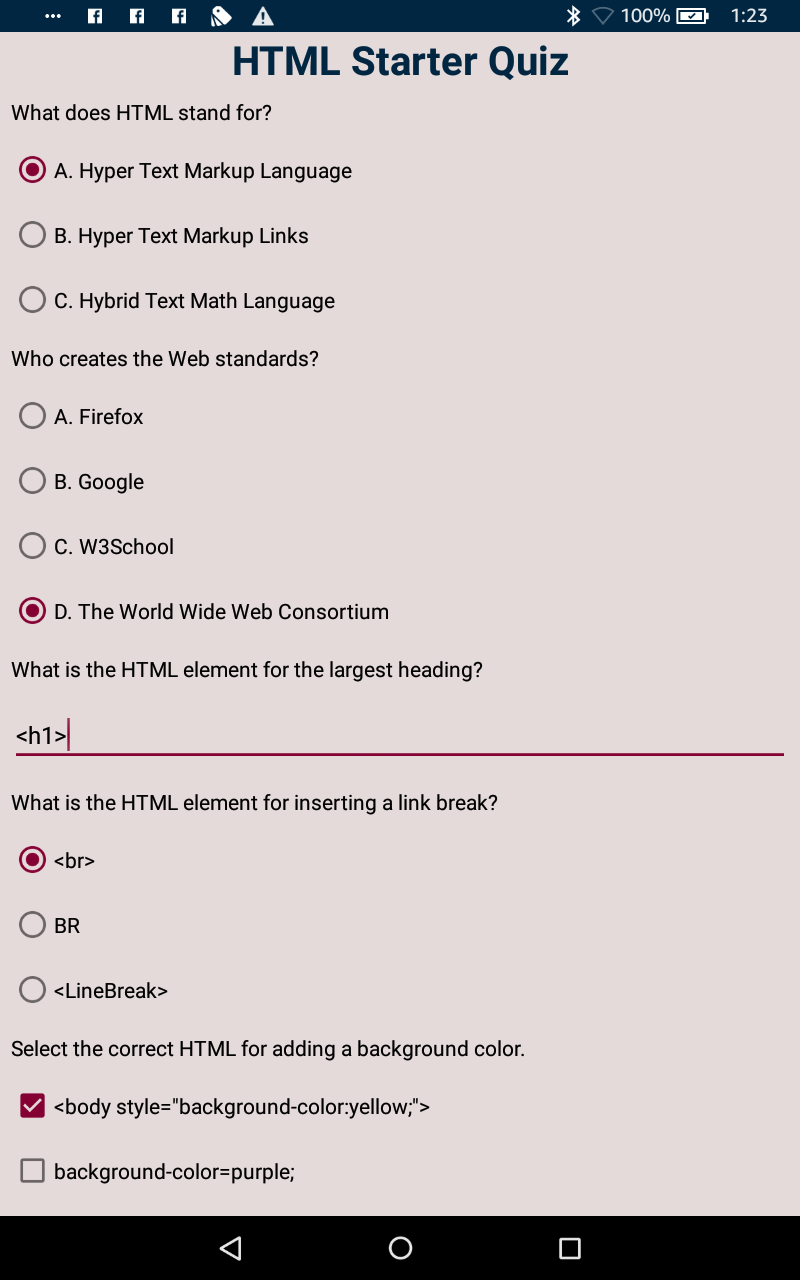 100% 1:23
HTML Starter Quiz
What does HTML stand for?
A. Hyper Text Markup Language
B. Hyper Text Markup Links
C. Hybrid Text Math Language
Who creates the Web standards?
A. Firefox
B. Google
C. W3School
D. The World Wide Web Consortium
What is the HTML element for the largest heading?
<h1>
What is the HTML element for inserting a link break?
<br>
BR
<LineBreak>
Select the correct HTML for adding a background color.
<body style="background-color:yellow;">
background-color=purple;